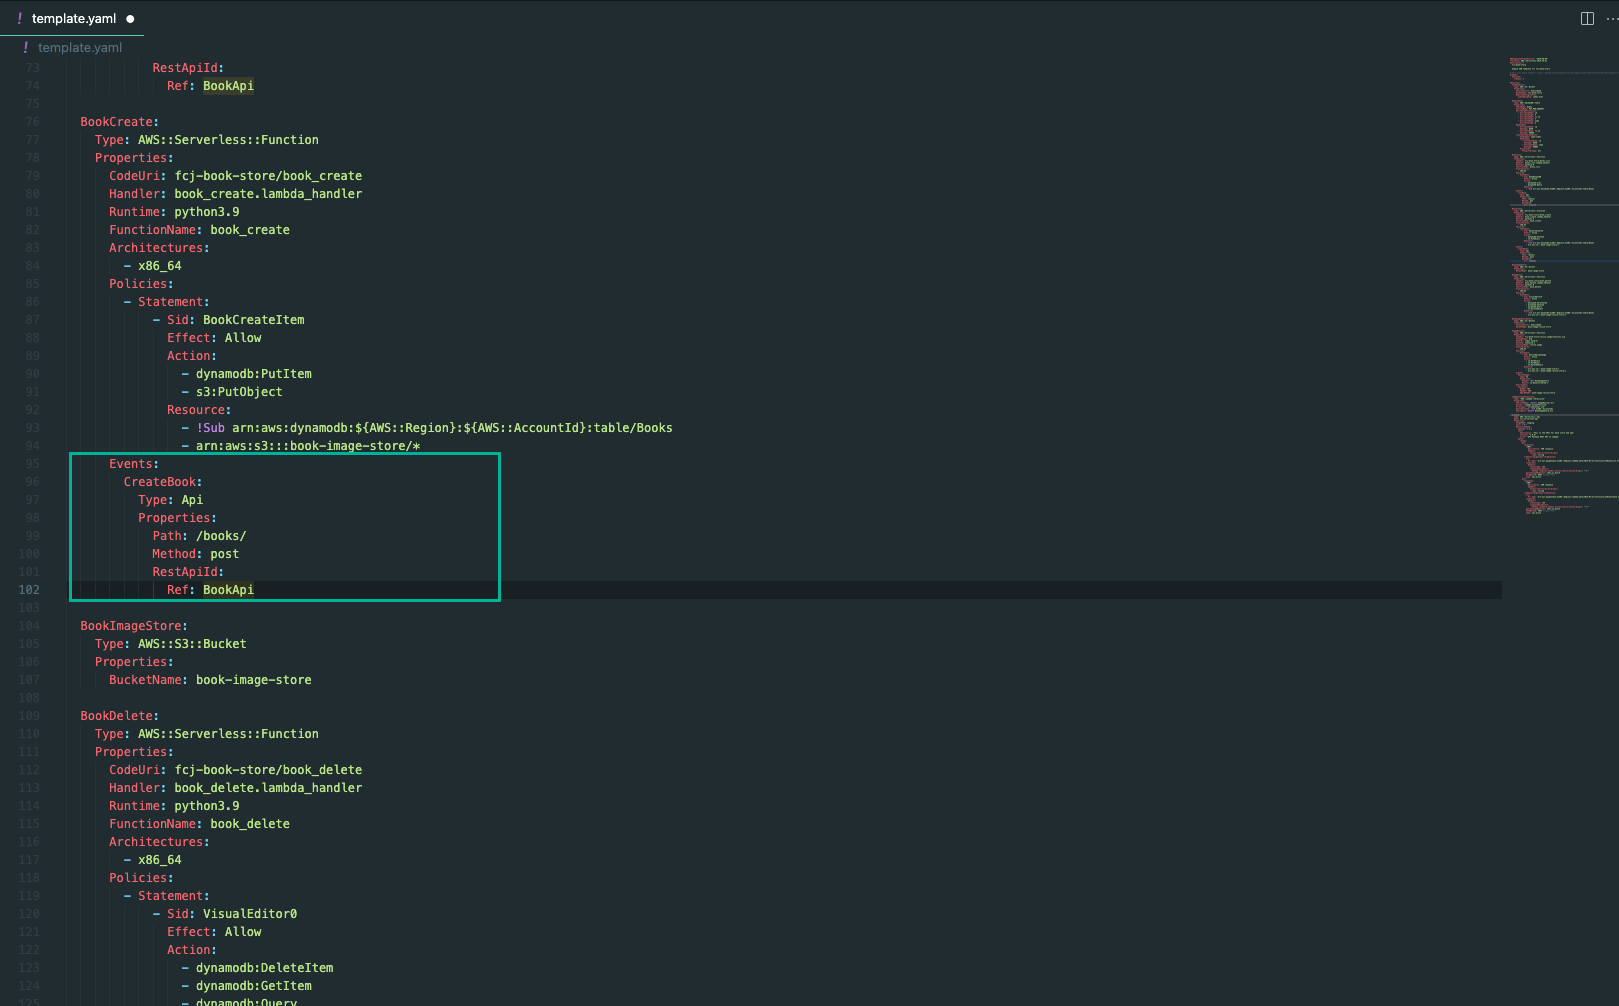 ! template.yaml ●
! template.yaml
73 RestApiId:
74 Ref: BookApi
75
76 BookCreate:
77 Type: AWS::Serverless::Function
78 Properties:
79 CodeUri: fcj-book-store/book_create
80 Handler: book_create.lambda_handler
81 Runtime: python3.9
82 FunctionName: book_create
83 Architectures:
84 - x86_64
85 Policies:
86 - Statement:
87 - Sid: BookCreateItem
88 Effect: Allow
89 Action:
90 - dynamodb:PutItem
91 - s3:PutObject
92 Resource:
93 - !Sub arn:aws:dynamodb:${AWS::Region}:${AWS::AccountId}:table/Books
94 - arn:aws:s3:::book-image-store/*
95 Events:
96 CreateBook:
97 Type: Api
98 Properties:
99 Path: /books/
100 Method: post
101 RestApiId:
102 Ref: BookApi
103
104 BookImageStore:
105 Type: AWS::S3::Bucket
106 Properties:
107 BucketName: book-image-store
108
109 BookDelete:
110 Type: AWS::Serverless::Function
111 Properties:
112 CodeUri: fcj-book-store/book_delete
113 Handler: book_delete.lambda_handler
114 Runtime: python3.9
115 FunctionName: book_delete
116 Architectures:
117 - x86_64
118 Policies:
119 - Statement:
120 - Sid: VisualEditor0
121 Effect: Allow
122 Action:
123 - dynamodb:DeleteItem
124 - dynamodb:GetItem
125 - dynamodb:Query